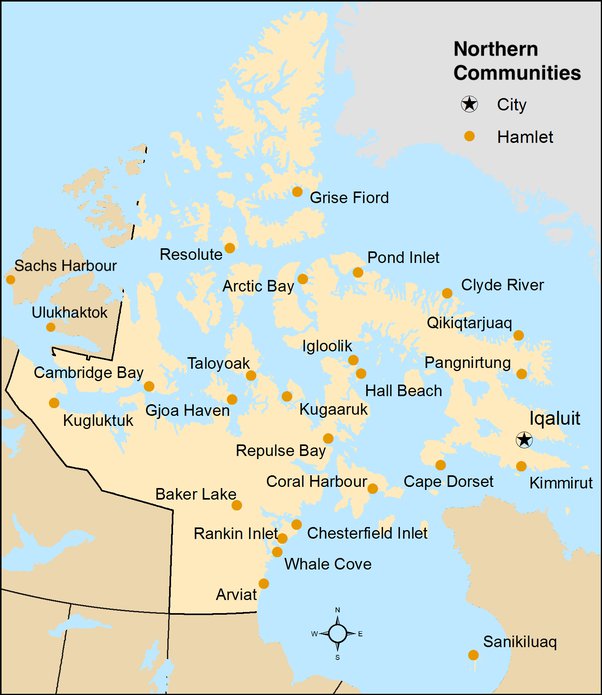 Northern
Communities
City
Hamlet
Grise Fiord
Resolute
Pond Inlet
Sachs Harbour
Arctic Bay
Clyde River
Ulukhaktok
Qikiqtarjuaq
Igloolik
Taloyoak
Pangnirtung
Cambridge Bay
Hall Beach
Gjoa Haven
Kugaaruk
Kugluktuk
Iqaluit
Repulse Bay
Coral Harbour
Cape Dorset
Kimmirut
Baker Lake
Rankin Inlet
Chesterfield Inlet
Whale Cove
Arviat
N
W
E
S
Sanikiluaq